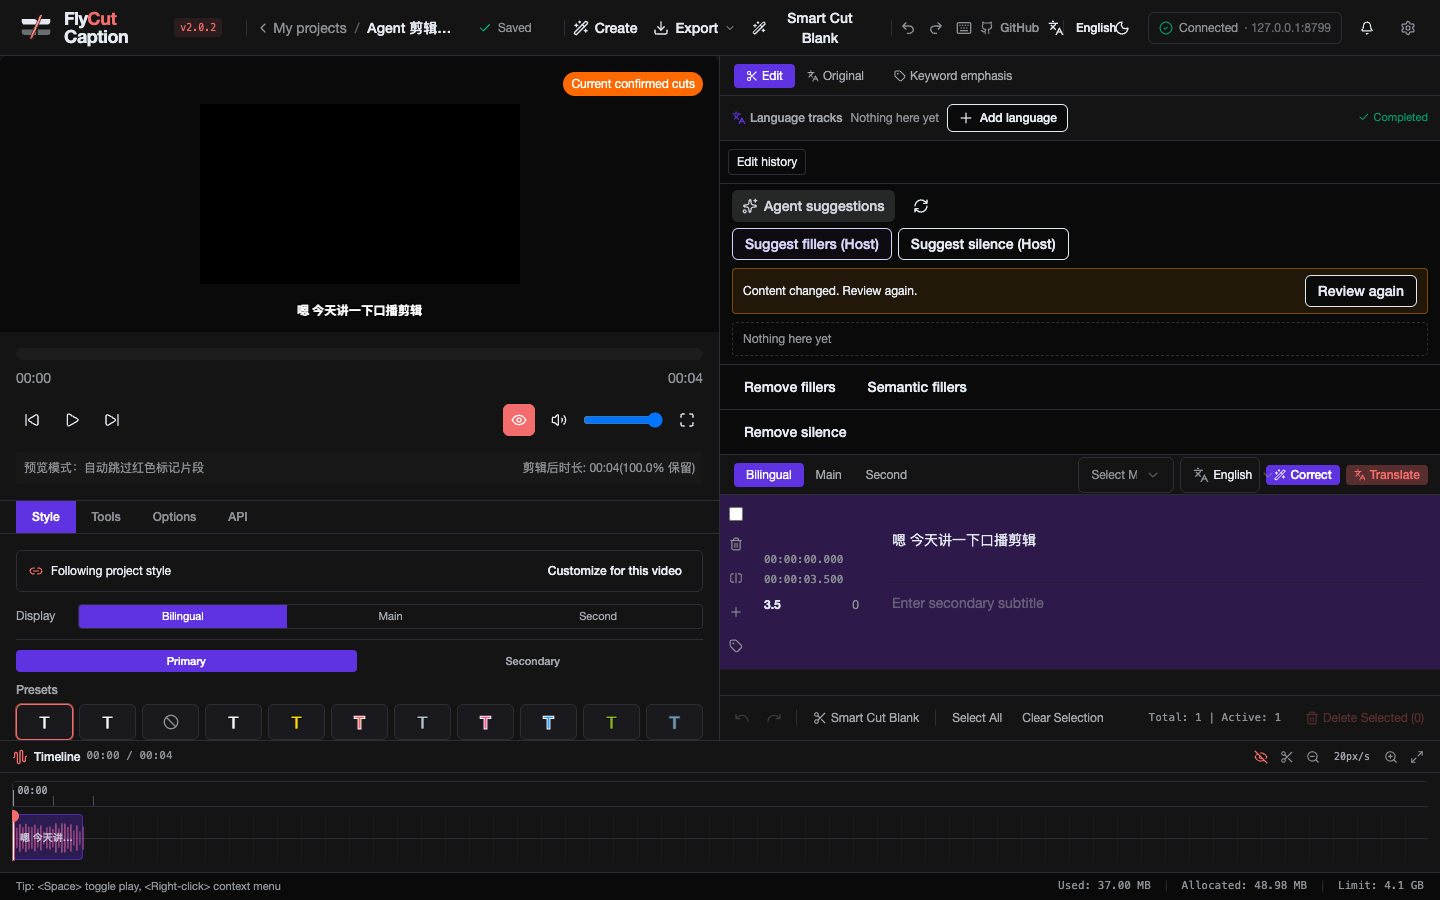 FlyCut Caption
v2.0.2
My projects / Agent 剪辑...
Saved
Create
Export
Smart Cut Blank
GitHub
English
Connected · 127.0.0.1:8799
Current confirmed cuts
嗯 今天讲一下口播剪辑
00:00
00:04
预览模式：自动跳过红色标记片段
剪辑后时长: 00:04(100.0% 保留)
Style Tools Options API
Following project style
Customize for this video
Display Bilingual Main Second
Primary Secondary
Presets
T T T T T T T T T T
Edit Original Keyword emphasis
Language tracks Nothing here yet Add language
Completed
Edit history
Agent suggestions
Suggest fillers (Host) Suggest silence (Host)
Content changed. Review again.
Review again
Nothing here yet
Remove fillers Semantic fillers
Remove silence
Bilingual Main Second
Select M
English
Correct
Translate
嗯 今天讲一下口播剪辑
00:00:00.000
00:00:03.500
3.5 0
Enter secondary subtitle
Smart Cut Blank
Select All Clear Selection
Total: 1 | Active: 1
Delete Selected (0)
Timeline 00:00 / 00:04
20px/s
00:00
嗯 今天讲...
Tip: <Space> toggle play, <Right-click> context menu
Used: 37.00 MB | Allocated: 48.98 MB | Limit: 4.1 GB